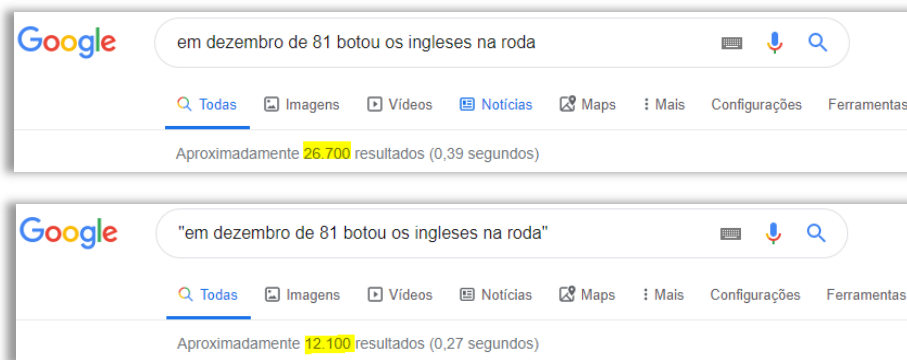 Google em dezembro de 81 botou os ingleses na roda
Todas Imagens Vídeos Notícias Maps Mais Configurações Ferramentas
Aproximadamente 26.700 resultados (0,39 segundos)
Google "em dezembro de 81 botou os ingleses na roda"
Todas Imagens Vídeos Notícias Maps Mais Configurações Ferramentas
Aproximadamente 12.100 resultados (0,27 segundos)